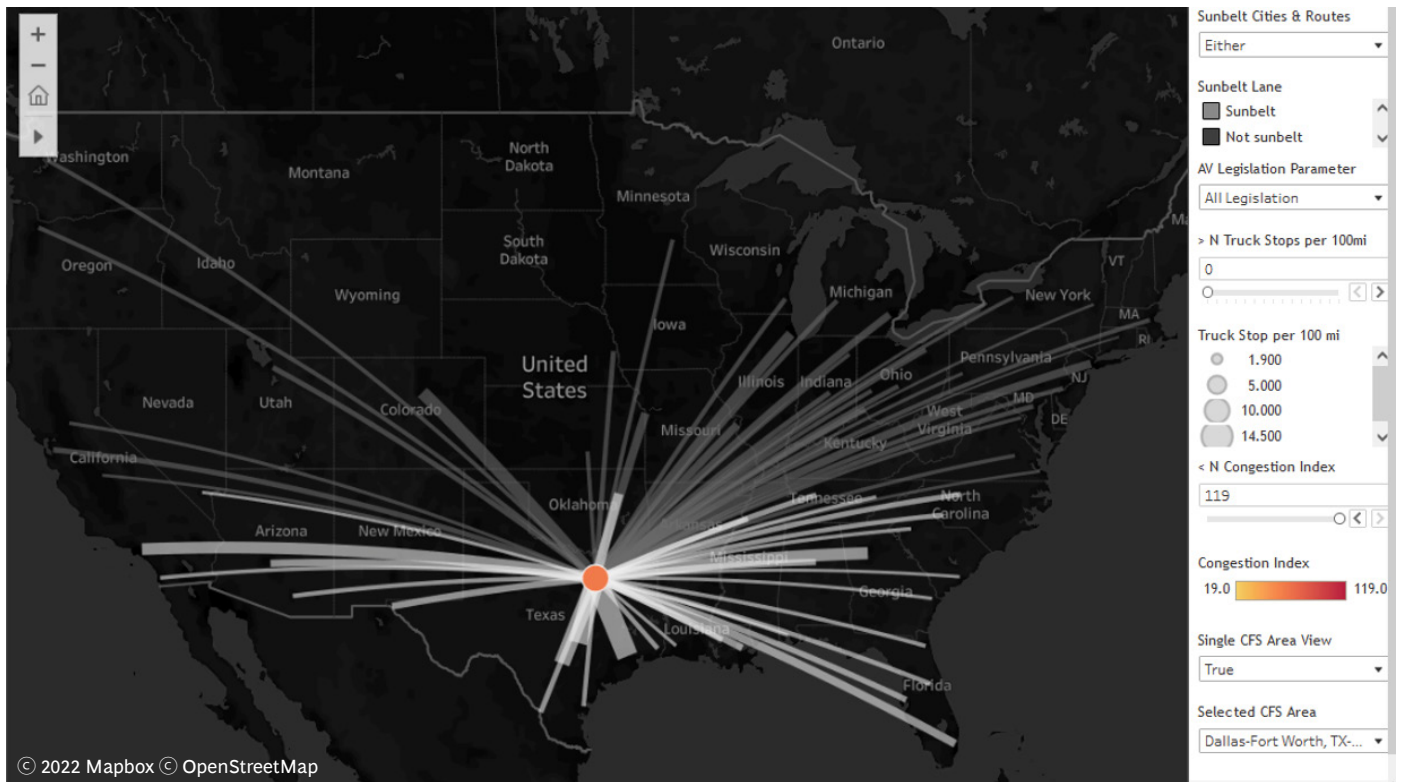 Ontario
Washington
Montana
North
Dakota
Minnesota
Oregon
Idaho
South
Dakota
Wisconsin
VT
Wyoming
Michigan
New York
MA
RI
Iowa
United
States
Pennsylvania
Nevada
Utah
Colorado
Illinois
Indiana
Ohio
NJ
MD
DE
West
Virginia
Missouri
Kentucky
California
Oklahom
Tennessee
North
Carolina
Arizona
New Mexico
Mississippi
Georgia
Texas
Louisiana
Florida
© 2022 Mapbox © OpenStreetMap
Sunbelt Cities & Routes
Either
Sunbelt Lane
Sunbelt
Not sunbelt
AV Legislation Parameter
All Legislation
> N Truck Stops per 100mi
0
Truck Stop per 100 mi
1.900
5.000
10.000
14.500
< N Congestion Index
119
Congestion Index
19.0 119.0
Single CFS Area View
True
Selected CFS Area
Dallas-Fort Worth, TX-...